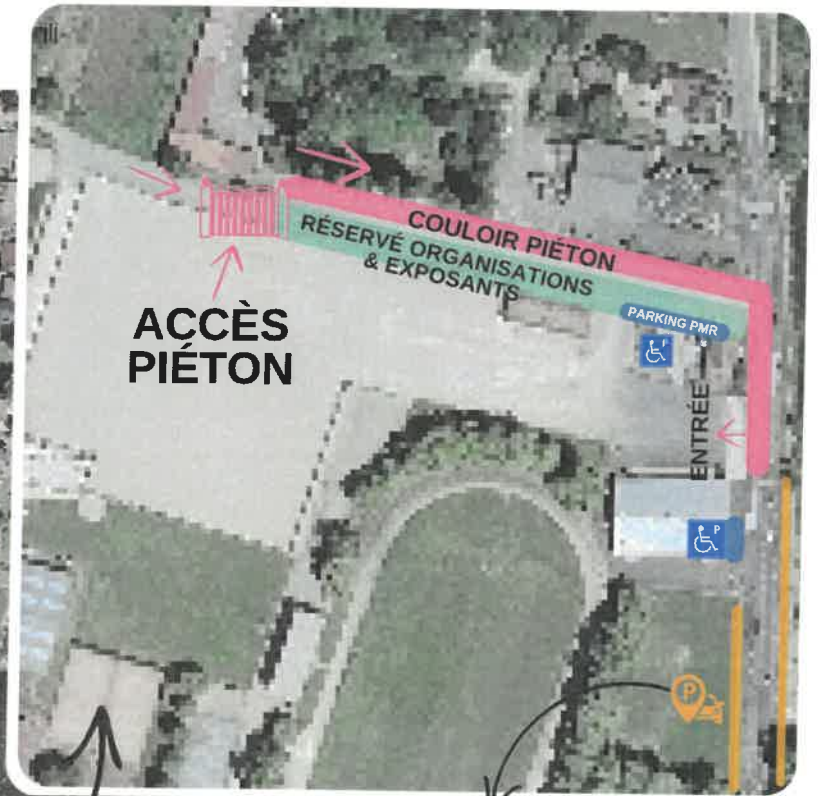 COULOIR PIÉTON
RÉSERVÉ ORGANISATIONS
& EXPOSANTS
PARKING PMR
P
ACCÈS
PIÉTON
ENTRÉE
P
P